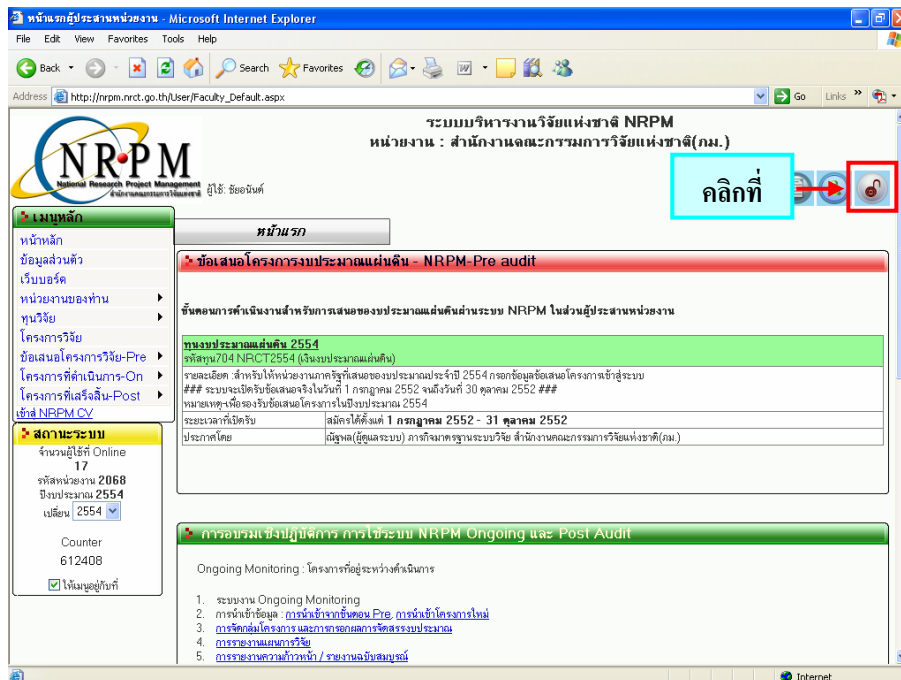 หน้าแรกผู้ประสานหน่วยงาน - Microsoft Internet Explorer
File Edit View Favorites Tools Help
Back Search Favorites
Address http://nrpm.nrct.go.th/User/Faculty_Default.aspx Go Links
ระบบบริหารงานวิจัยแห่งชาติ NRPM
หน่วยงาน : สำนักงานคณะกรรมการวิจัยแห่งชาติ(ภม.)
NRPM
National Research Project Management
ผู้ใช้: ชัยอนันต์
คลิกที่
เมนูหลัก
หน้าหลัก
ข้อมูลส่วนตัว
เว็บบอร์ด
หน่วยงานของท่าน
ทุนวิจัย
โครงการวิจัย
ข้อเสนอโครงการวิจัย-Pre
โครงการที่ดำเนินการ-On
โครงการที่เสร็จสิ้น-Post
เข้าสู่ NRPM CV
สถานะระบบ
จำนวนผู้ใช้ที่ Online
17
รหัสหน่วยงาน 2068
ปีงบประมาณ 2554
เปลี่ยน 2554
Counter
612408
ให้เมนูอยู่กับที่
หน้าแรก
ข้อเสนอโครงการงบประมาณแผ่นดิน - NRPM-Pre audit
ขั้นตอนการดำเนินงานสำหรับการเสนอของบประมาณแผ่นดินผ่านระบบ NRPM ในส่วนผู้ประสานหน่วยงาน
ทุนงบประมาณแผ่นดิน 2554
รหัสทุน704 NRCT2554 (เงินงบประมาณแผ่นดิน)
รายละเอียด :สำหรับให้หน่วยงานภาครัฐที่เสนอของบประมาณประจำปี 2554 กรอกข้อมูลข้อเสนอโครงการเข้าสู่ระบบ
### ระบบจะเปิดรับข้อเสนอจริงในวันที่ 1 กรกฎาคม 2552 จนถึงวันที่ 30 ตุลาคม 2552 ###
หมายเหตุ-เพื่อรองรับข้อเสนอโครงการในปีงบประมาณ 2554
ระยะเวลาที่เปิดรับ สมัครได้ตั้งแต่ 1 กรกฎาคม 2552 - 31 ตุลาคม 2552
ประกาศโดย ณัฐพล(ผู้ดูแลระบบ) ภารกิจมาตรฐานระบบวิจัย สำนักงานคณะกรรมการวิจัยแห่งชาติ(ภม.)
การอบรมเชิงปฏิบัติการ การใช้ระบบ NRPM Ongoing และ Post Audit
Ongoing Monitoring : โครงการที่อยู่ระหว่างดำเนินการ
1. ระบบงาน Ongoing Monitoring
2. การนำเข้าข้อมูล : การนำเข้าจากขั้นตอน Pre, การนำเข้าโครงการใหม่
3. การจัดกลุ่มโครงการ และการกรอกผลการจัดสรรงบประมาณ
4. การรายงานแผนการวิจัย
5. การรายงานความก้าวหน้า / รายงานฉบับสมบูรณ์
Internet